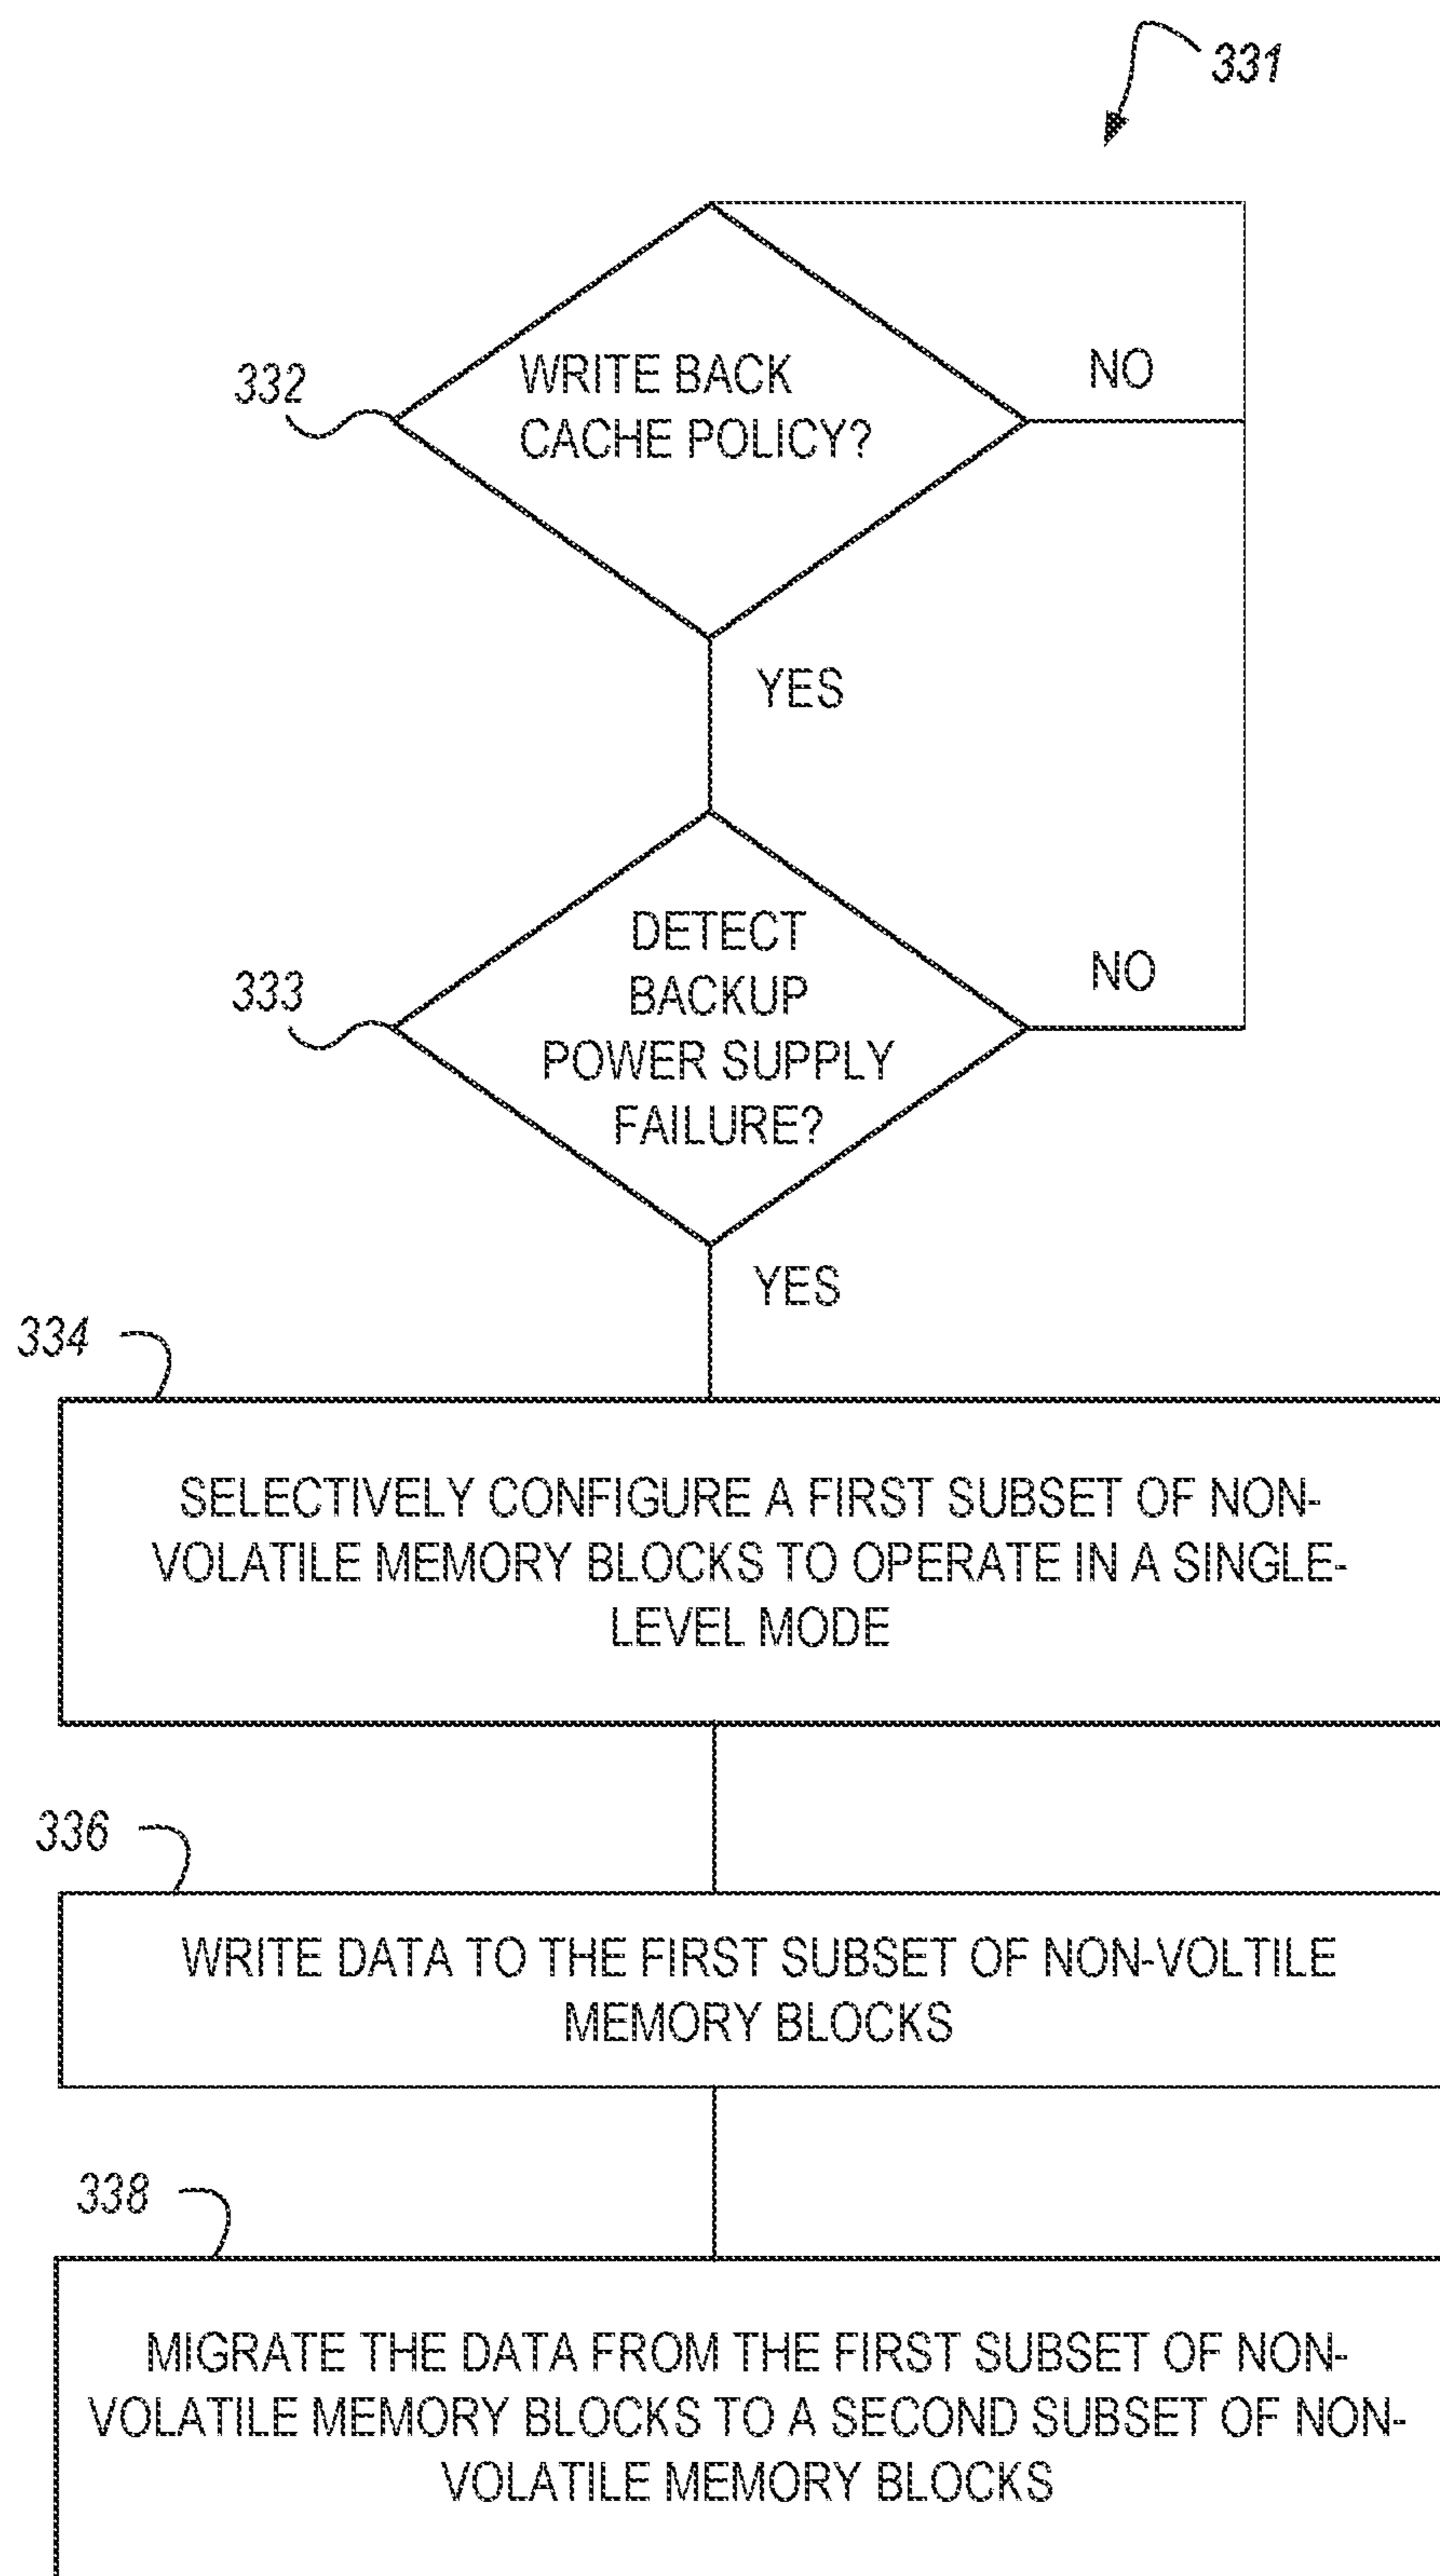 331
332
WRITE BACK
CACHE POLICY?
NO
YES
333
DETECT
BACKUP
POWER SUPPLY
FAILURE?
NO
YES
334
SELECTIVELY CONFIGURE A FIRST SUBSET OF NON-
VOLATILE MEMORY BLOCKS TO OPERATE IN A SINGLE-
LEVEL MODE
336
WRITE DATA TO THE FIRST SUBSET OF NON-VOLTILE
MEMORY BLOCKS
338
MIGRATE THE DATA FROM THE FIRST SUBSET OF NON-
VOLATILE MEMORY BLOCKS TO A SECOND SUBSET OF NON-
VOLATILE MEMORY BLOCKS